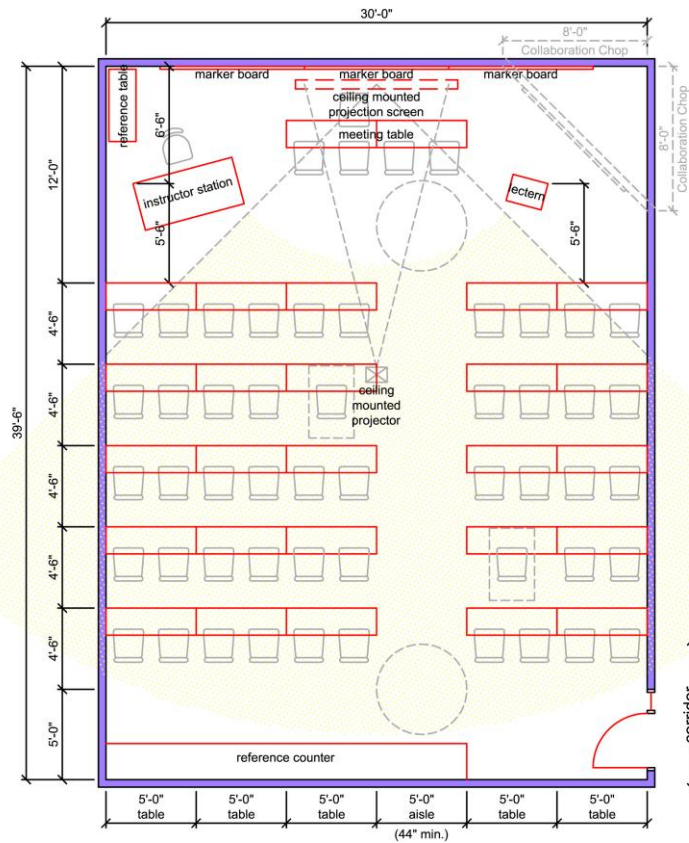 30'-0"
8'-0"
Collaboration Chop
marker board
marker board
marker board
reference table
ceiling mounted
projection screen
meeting table
6'-6"
8'-0"
Collaboration Chop
12'-0"
instructor station
ectern
5'-6"
5'-6"
39'-6"
4'-6"
4'-6"
ceiling
mounted
projector
4'-6"
4'-6"
4'-6"
5'-0"
corridor
reference counter
5'-0"
table
5'-0"
table
5'-0"
table
5'-0"
aisle
(44" min.)
5'-0"
table
5'-0"
table